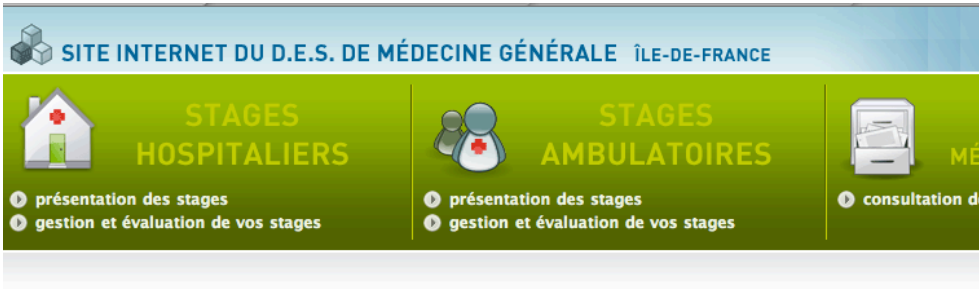 SITE INTERNET DU D.E.S. DE MÉDECINE GÉNÉRALE ÎLE-DE-FRANCE
STAGES
HOSPITALIERS
présentation des stages
gestion et évaluation de vos stages
STAGES
AMBULATOIRES
présentation des stages
gestion et évaluation de vos stages
consultation